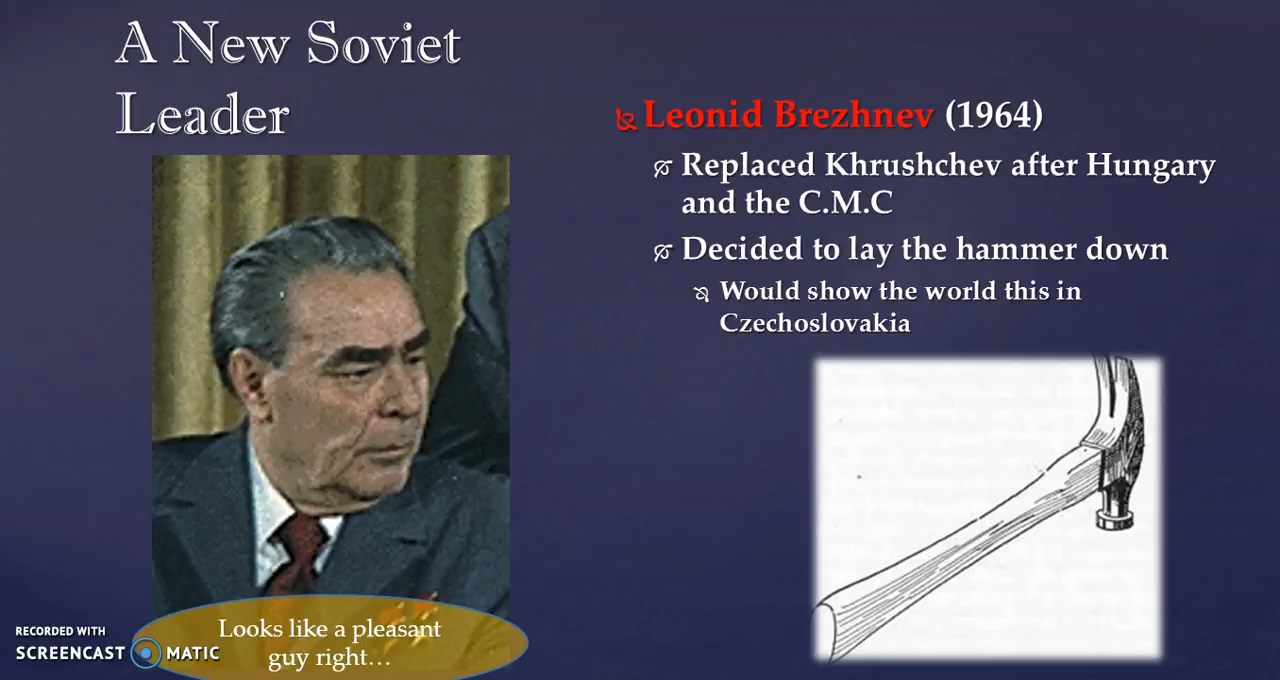 A New Soviet
Leader
Leonid Brezhnev (1964)
Replaced Khrushchev after Hungary
and the C.M.C
Decided to lay the hammer down
Would show the world this in
Czechoslovakia
Looks like a pleasant
guy right…
RECORDED WITH
SCREENCAST MATIC